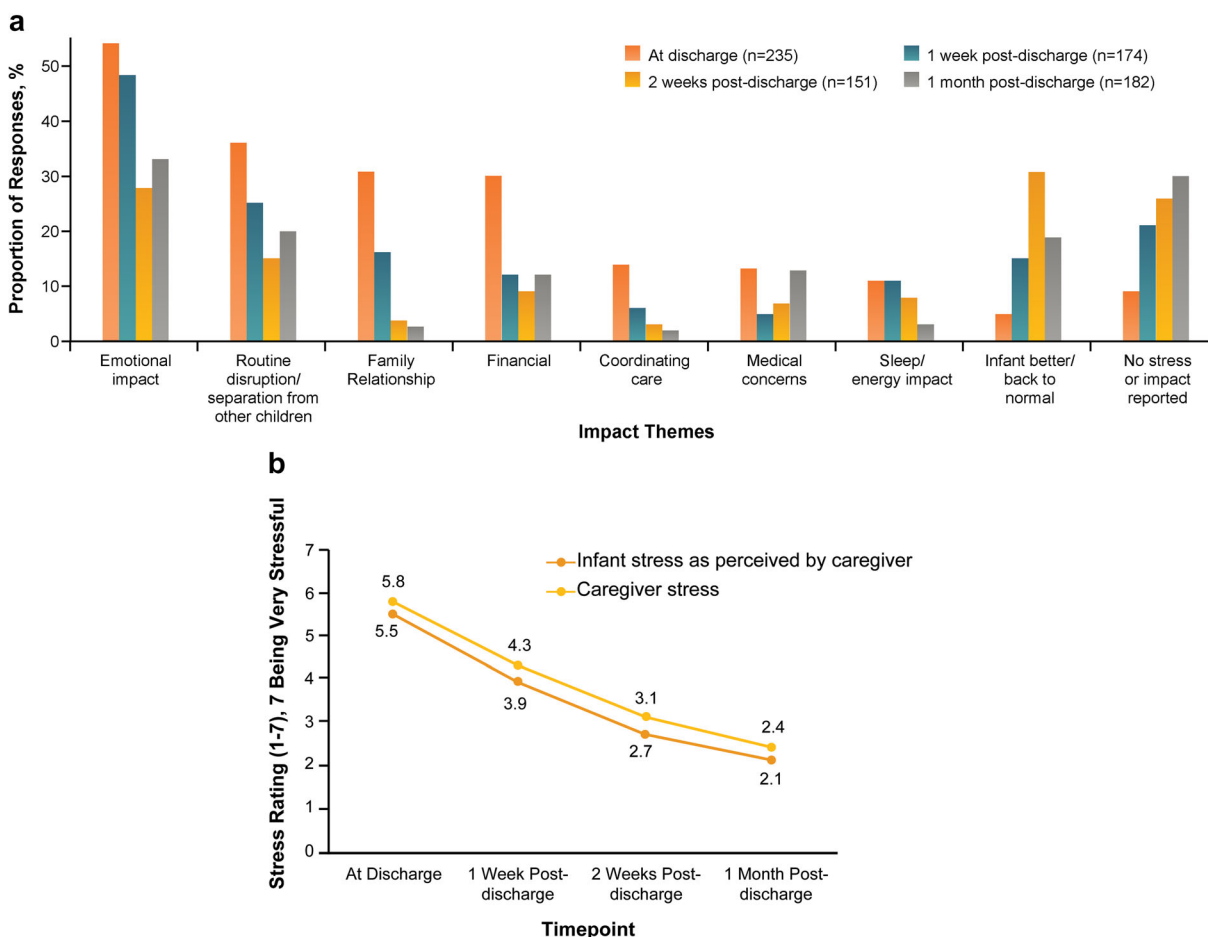 a
Proportion of Responses, %
50
40
30
20
10
0
At discharge (n=235)
1 week post-discharge (n=174)
2 weeks post-discharge (n=151)
1 month post-discharge (n=182)
Emotional
impact
Routine
disruption/
separation from
other children
Family
Relationship
Financial
Coordinating
care
Medical
concerns
Sleep/
energy impact
Infant better/
back to
normal
No stress
or impact
reported
Impact Themes
b
Stress Rating (1-7), 7 Being Very Stressful
7
6
5
4
3
2
1
0
Infant stress as perceived by caregiver
Caregiver stress
5.8
5.5
4.3
3.9
3.1
2.7
2.4
2.1
At Discharge
1 Week Post-
discharge
2 Weeks Post-
discharge
1 Month Post-
discharge
Timepoint